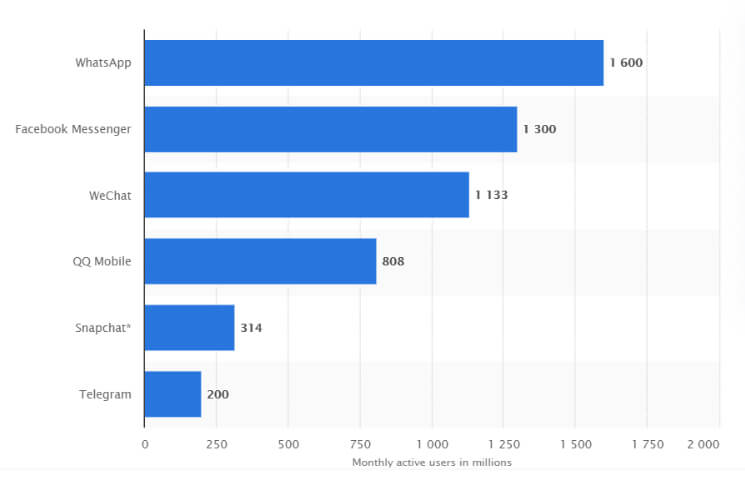 WhatsApp 1 600
Facebook Messenger 1 300
WeChat 1 133
QQ Mobile 808
Snapchat* 314
Telegram 200
0 250 500 750 1 000 1 250 1 500 1 750 2 000
Monthly active users in millions